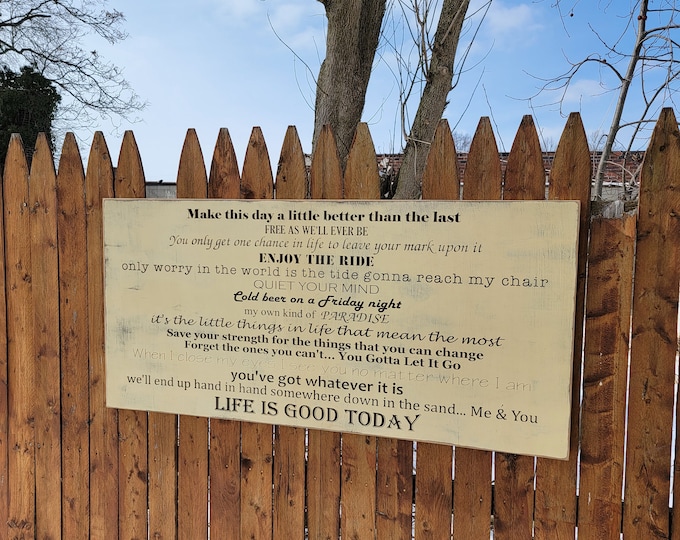 Make this day a little better than the last
FREE AS WE'LL EVER BE
You only get one chance in life to leave your mark upon it
ENJOY THE RIDE
only worry in the world is the tide gonna reach my chair
QUIET YOUR MIND
Cold beer on a Friday night
my own kind of PARADISE
it's the little things in life that mean the most
Save your strength for the things that you can change
Forget the ones you can't... You Gotta Let It Go
When I close my eyes I see you no matter where I am
you've got whatever it is
we'll end up hand in hand somewhere down in the sand... Me & You
LIFE IS GOOD TODAY